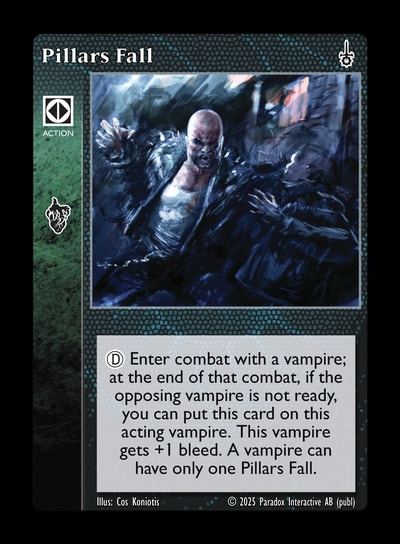 Pillars Fall
ACTION
Ⓓ Enter combat with a vampire;
at the end of that combat, if the
opposing vampire is not ready,
you can put this card on this
acting vampire. This vampire
gets +1 bleed. A vampire can
have only one Pillars Fall.
Illus: Cos Koniotis © 2025 Paradox Interactive AB (publ)